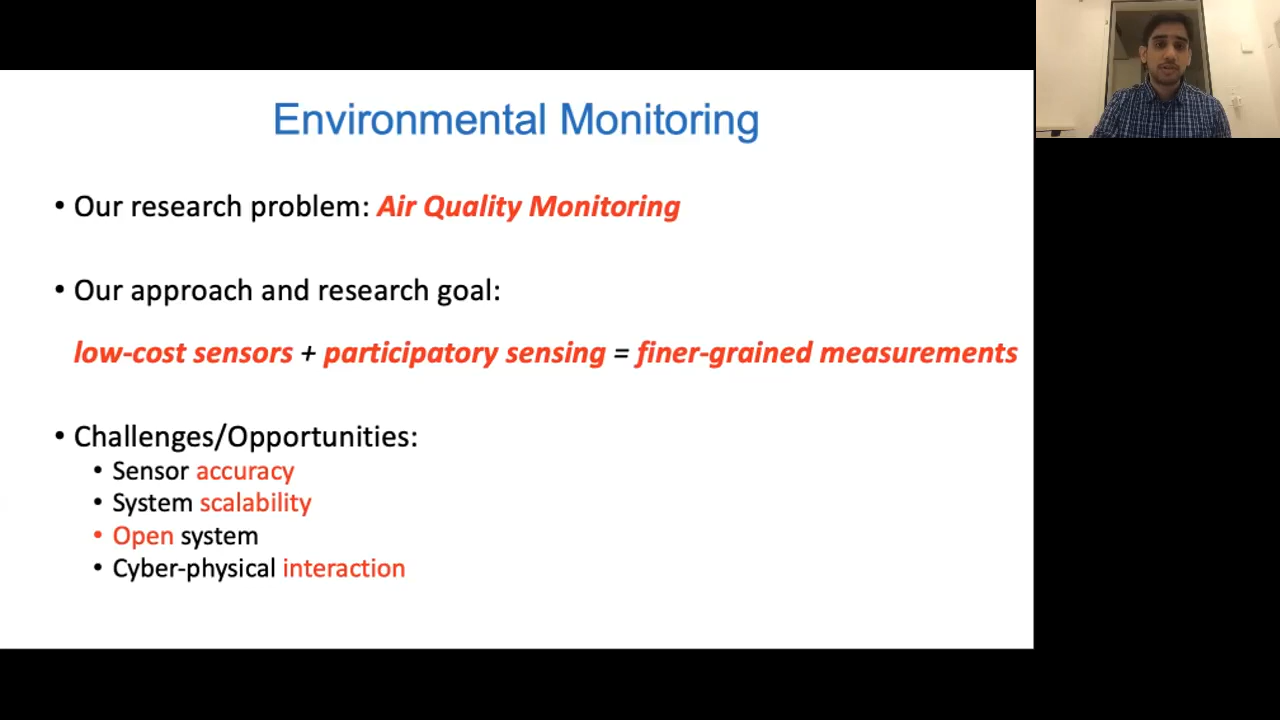 Environmental Monitoring
• Our research problem: Air Quality Monitoring
• Our approach and research goal:
low-cost sensors + participatory sensing = finer-grained measurements
• Challenges/Opportunities:
• Sensor accuracy
• System scalability
• Open system
• Cyber-physical interaction